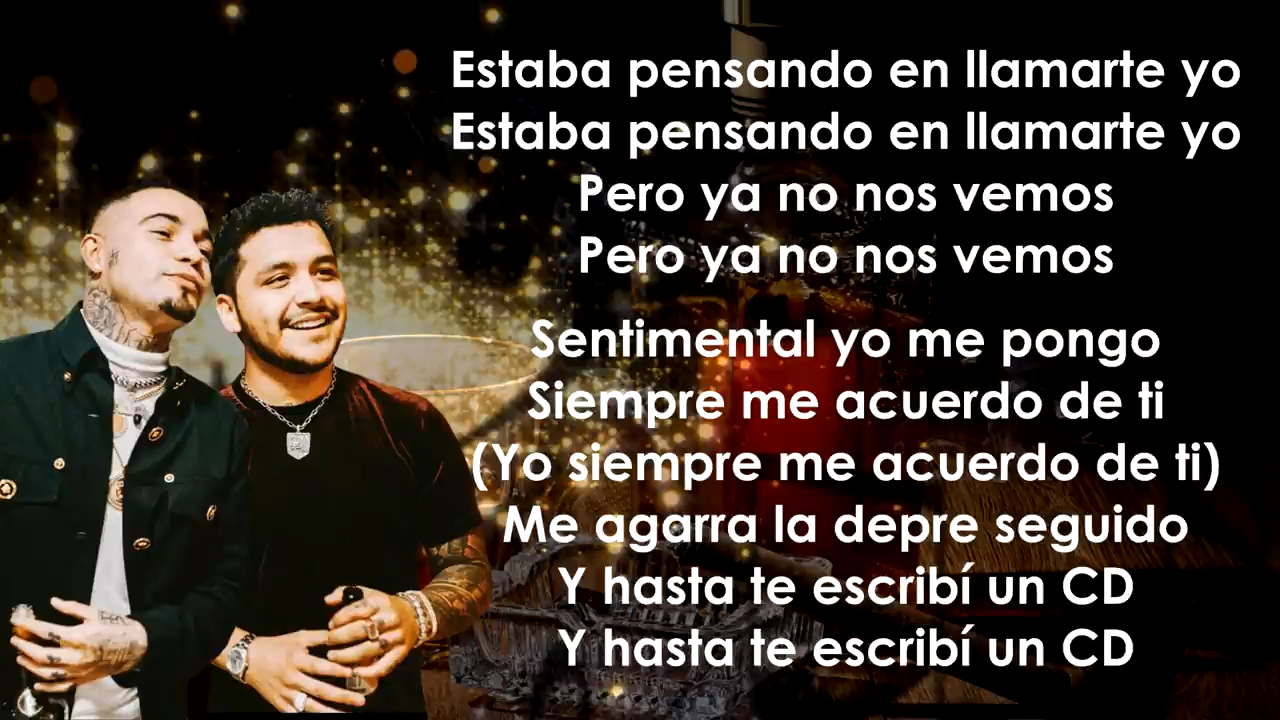 Estaba pensando en llamarte yo
Estaba pensando en llamarte yo
Pero ya no nos vemos
Pero ya no nos vemos
Sentimental yo me pongo
Siempre me acuerdo de ti
(Yo siempre me acuerdo de ti)
Me agarra la depre seguido
Y hasta te escribí un CD
Y hasta te escribí un CD